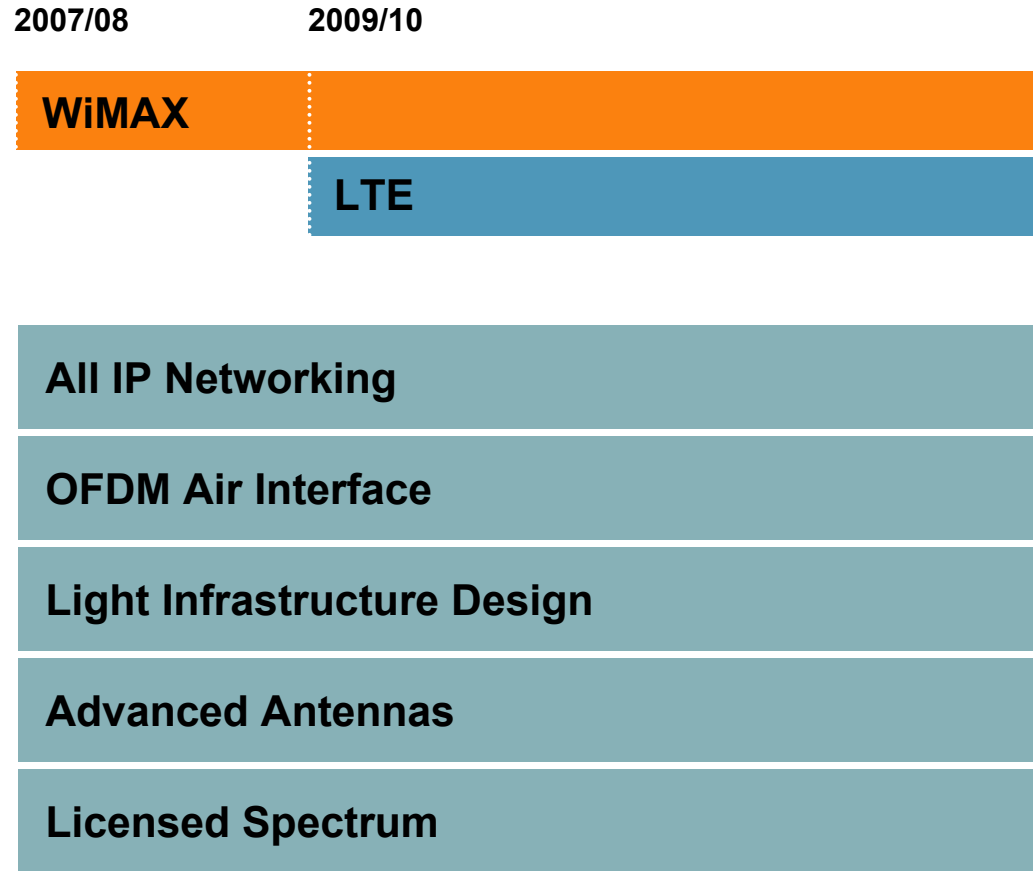 2007/08 2009/10
WiMAX
LTE
All IP Networking
OFDM Air Interface
Light Infrastructure Design
Advanced Antennas
Licensed Spectrum